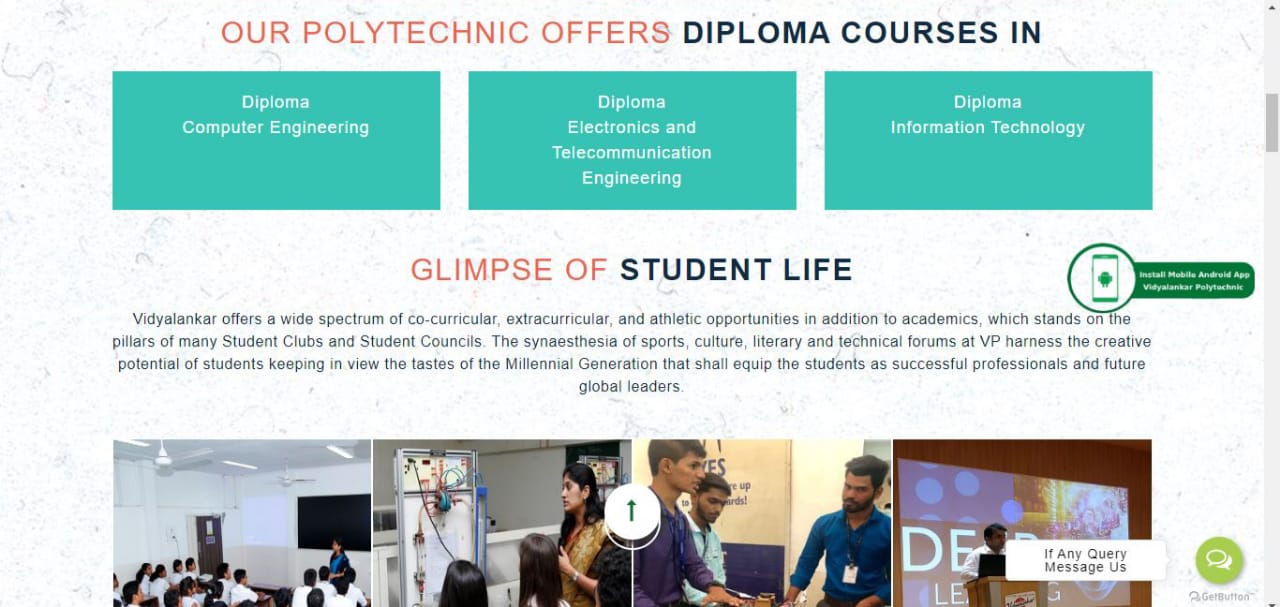 OUR POLYTECHNIC OFFERS DIPLOMA COURSES IN
Diploma
Computer Engineering
Diploma
Electronics and
Telecommunication
Engineering
Diploma
Information Technology
GLIMPSE OF STUDENT LIFE
Install Mobile Android App
Vidyalankar Polytechnic
Vidyalankar offers a wide spectrum of co-curricular, extracurricular, and athletic opportunities in addition to academics, which stands on the
pillars of many Student Clubs and Student Councils. The synaesthesia of sports, culture, literary and technical forums at VP harness the creative
potential of students keeping in view the tastes of the Millennial Generation that shall equip the students as successful professionals and future
global leaders.
YES
up
to
DE
LE
G
If Any Query
Message Us
GetButton